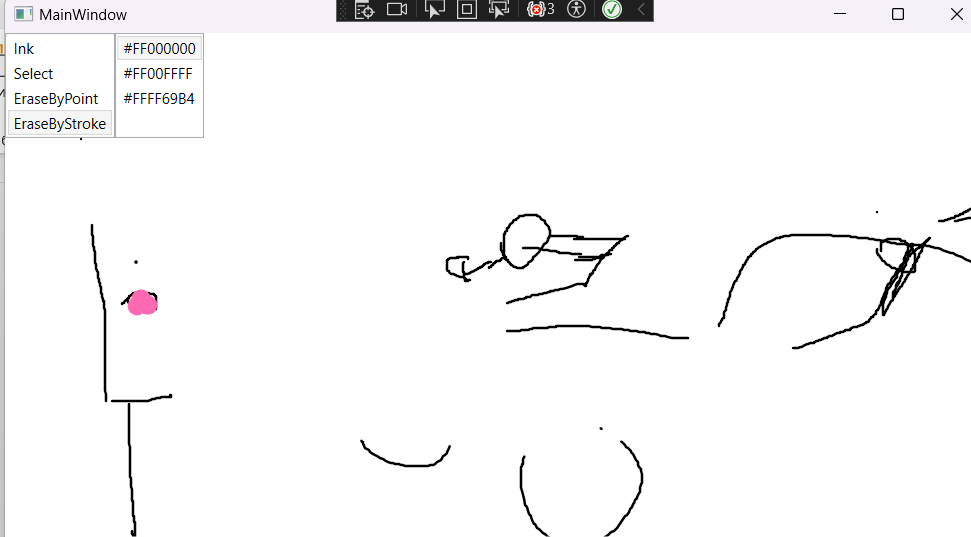 MainWindow
3
Ink
Select
EraseByPoint
EraseByStroke
#FF000000
#FF00FFFF
#FFFF69B4